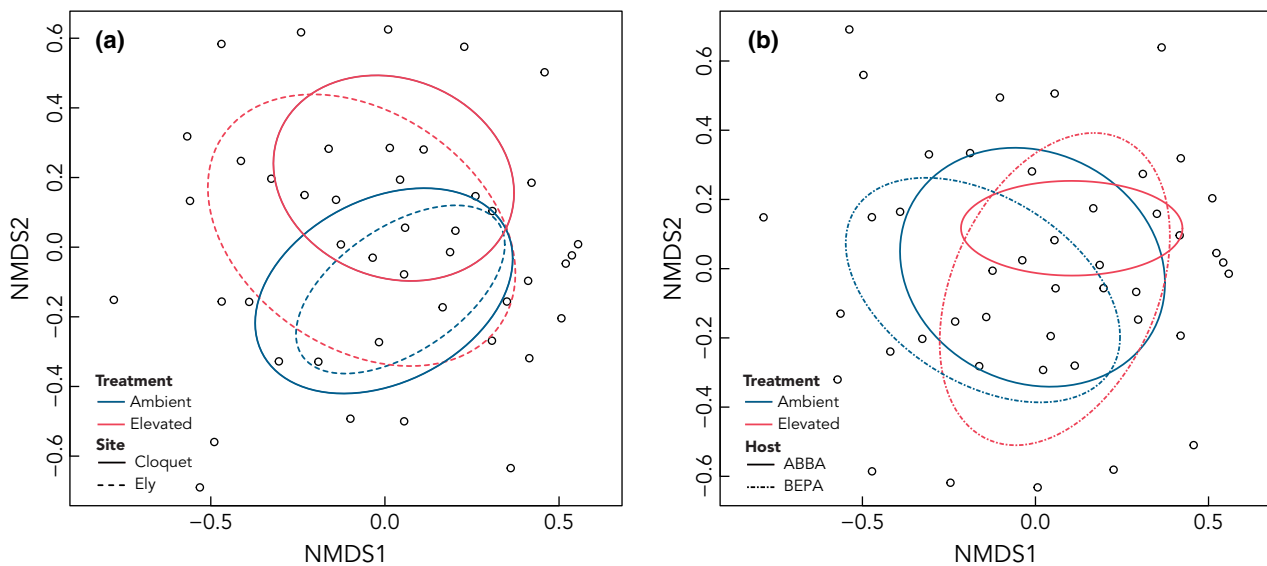 (a)
0.6
0.4
0.2
0.0
−0.2
−0.4
−0.6
NMDS2
Treatment
Ambient
Elevated
Site
Cloquet
Ely
−0.5
0.0
0.5
NMDS1
(b)
0.6
0.4
0.2
0.0
−0.2
−0.4
−0.6
NMDS2
Treatment
Ambient
Elevated
Host
ABBA
BEPA
−0.5
0.0
0.5
NMDS1